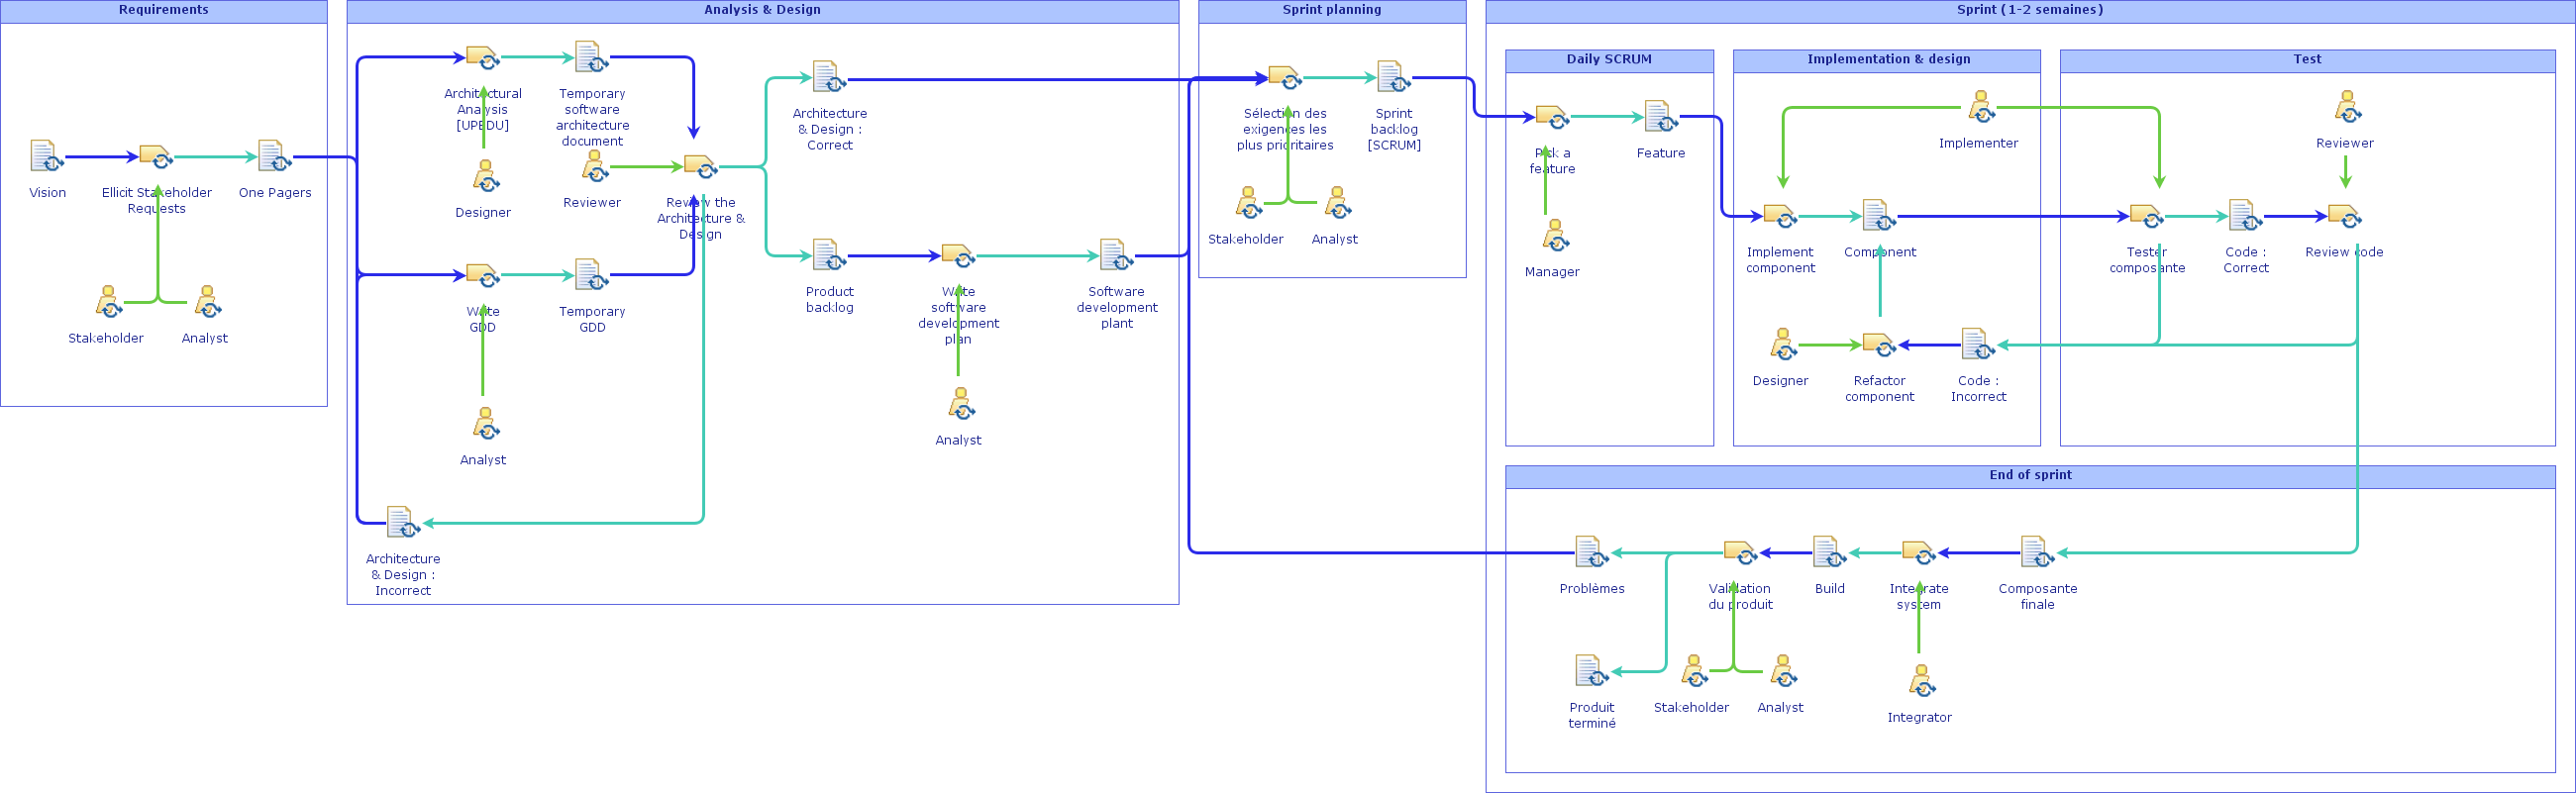 Requirements
Vision
Ellicit Stakeholder
Requests
One Pagers
Stakeholder
Analyst
Analysis & Design
Architectural
Analysis
[UPEDU]
Temporary
software
architecture
document
Designer
Reviewer
Review the
Architecture &
Design
Architecture
& Design :
Correct
Write
GDD
Temporary
GDD
Product
backlog
Write
software
development
plan
Software
development
plant
Analyst
Analyst
Architecture
& Design :
Incorrect
Sprint planning
Sélection des
exigences les
plus prioritaires
Sprint
backlog
[SCRUM]
Stakeholder
Analyst
Sprint (1-2 semaines)
Daily SCRUM
Pick a
feature
Feature
Manager
Implementation & design
Implementer
Implement
component
Component
Designer
Refactor
component
Code :
Incorrect
Test
Reviewer
Tester
composante
Code :
Correct
Review code
End of sprint
Problèmes
Validation
du produit
Build
Integrate
system
Composante
finale
Produit
terminé
Stakeholder
Analyst
Integrator